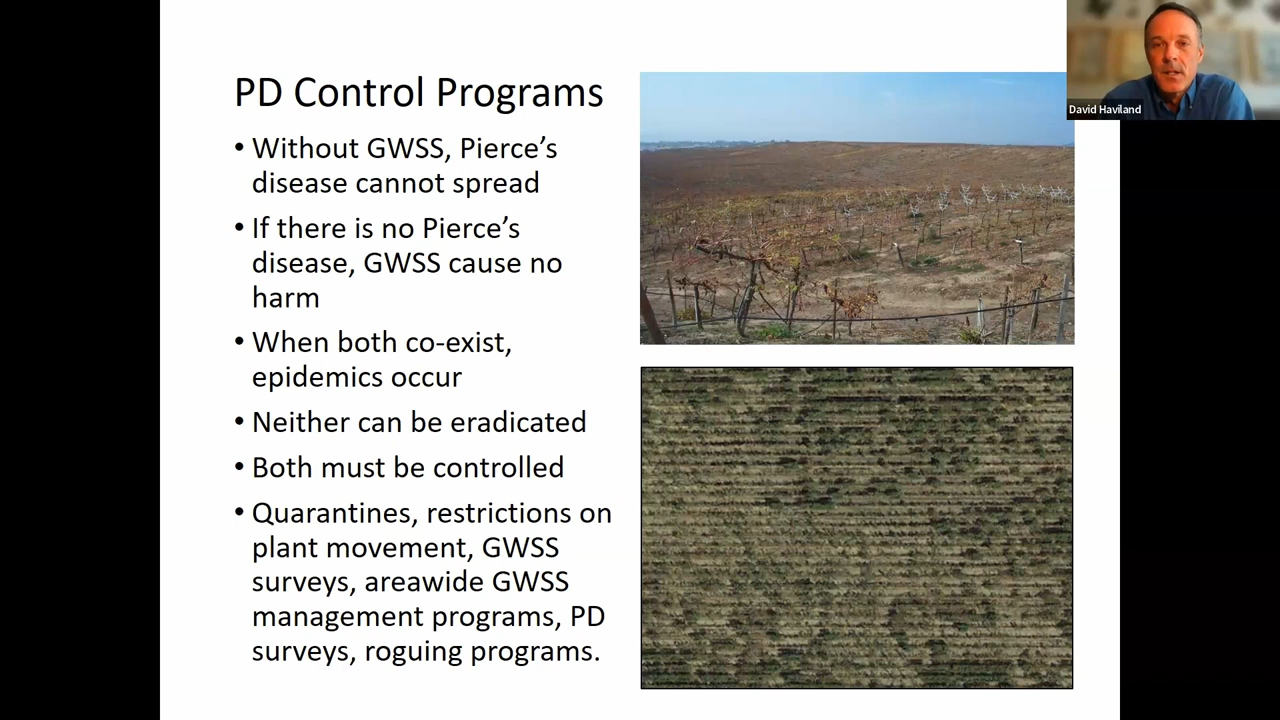 PD Control Programs
• Without GWSS, Pierce's
disease cannot spread
• If there is no Pierce's
disease, GWSS cause no
harm
• When both co-exist,
epidemics occur
• Neither can be eradicated
• Both must be controlled
• Quarantines, restrictions on
plant movement, GWSS
surveys, areawide GWSS
management programs, PD
surveys, roguing programs.
David Haviland